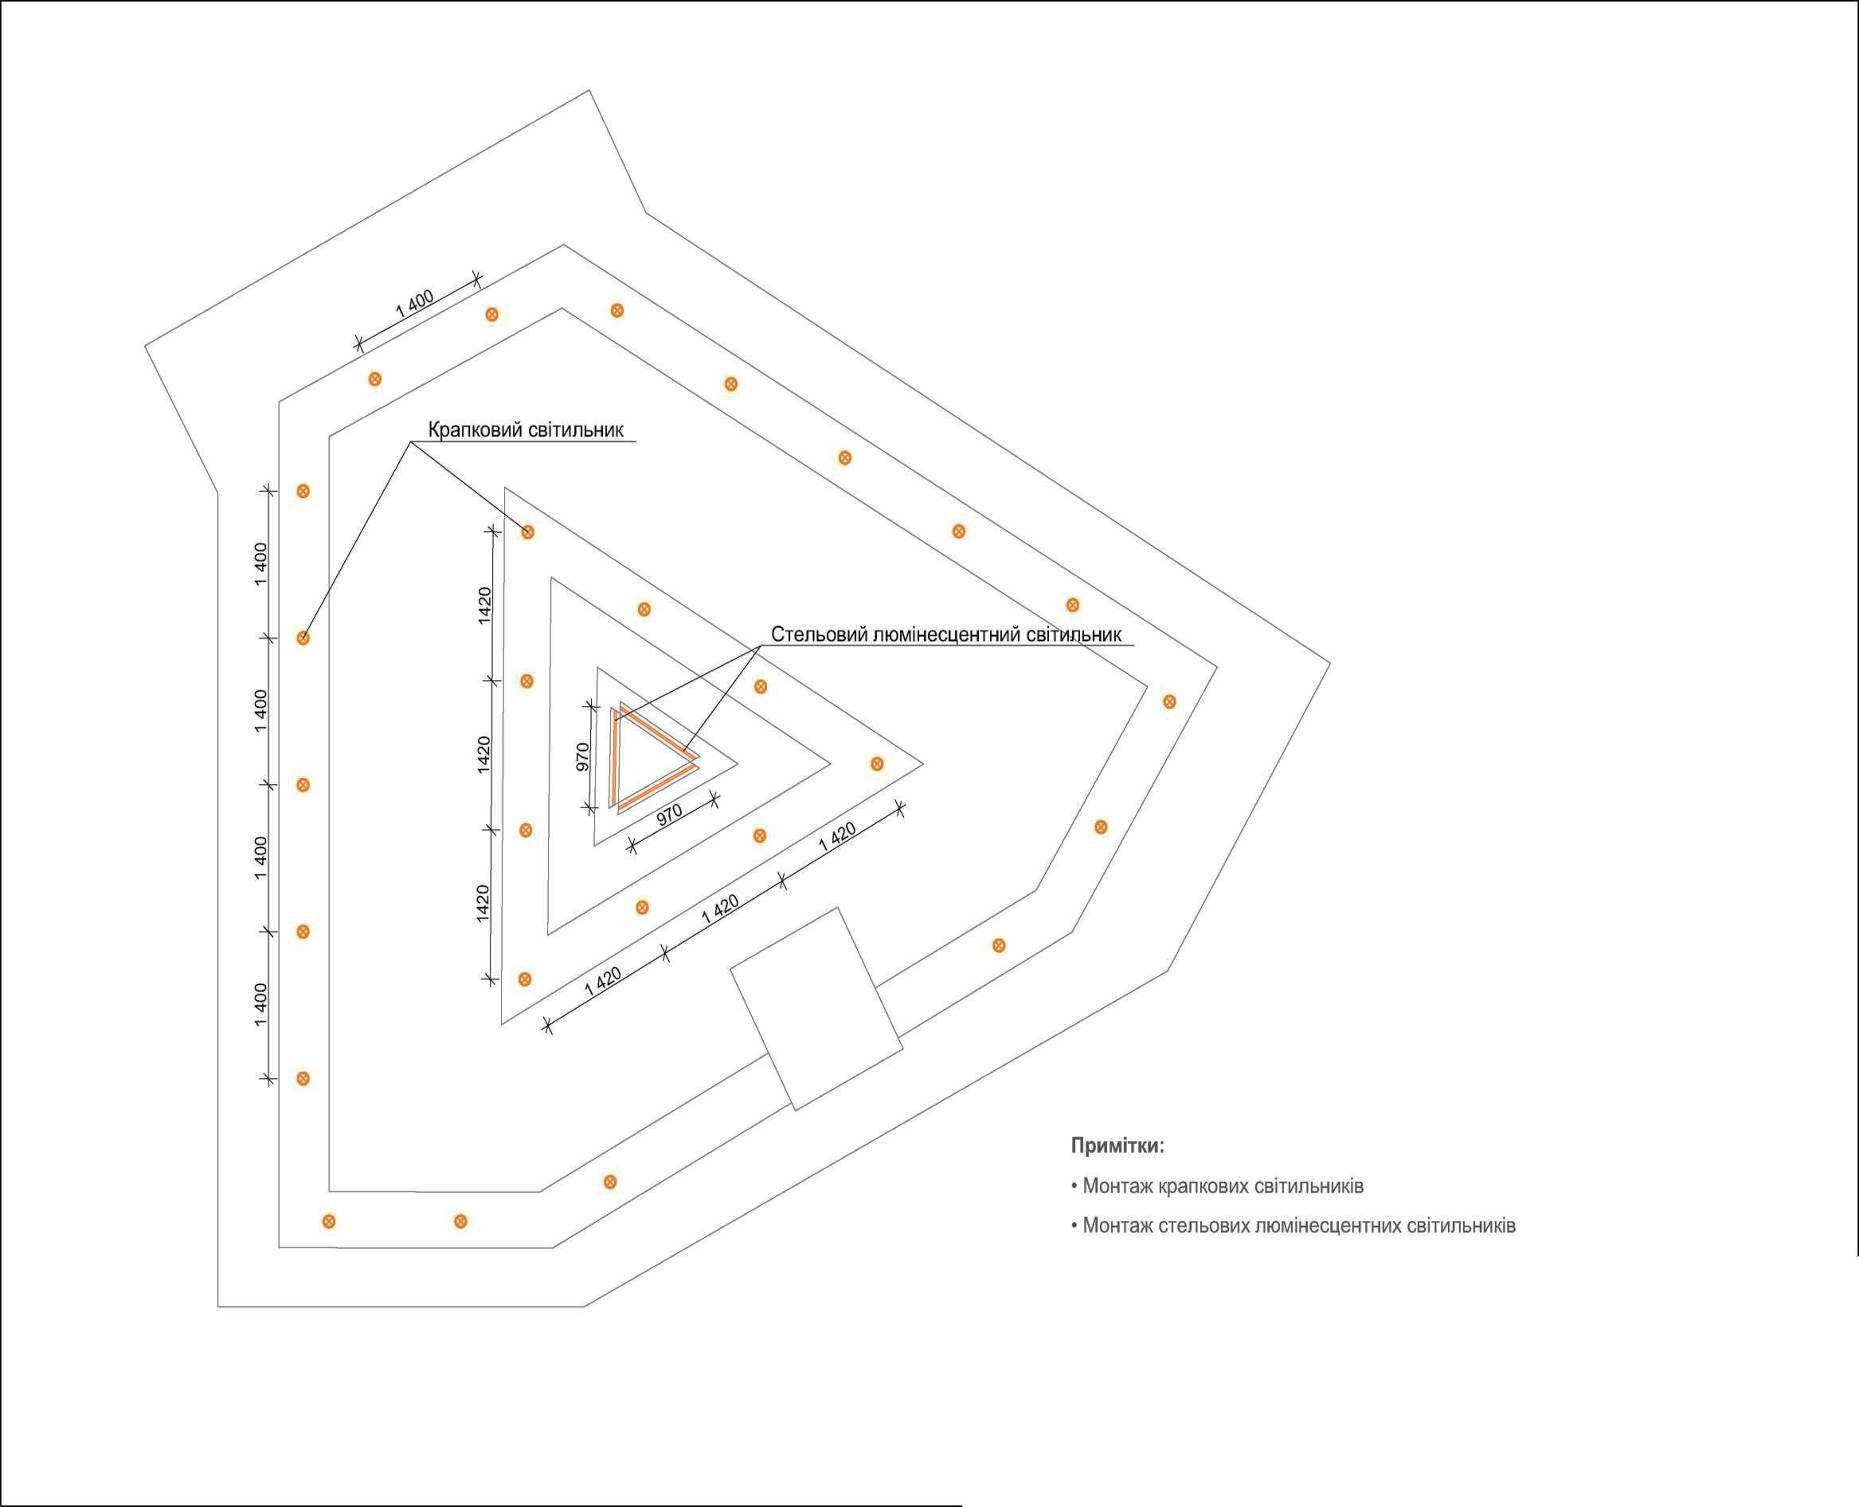 1 400
Крапковий світильник
1 400
1420
Стельовий люмінесцентний світильник
1 400
1420
970
970
1 420
1 400
1420
1 420
1 420
1 400
Примітки:
• Монтаж крапкових світильників
• Монтаж стельових люмінесцентних світильників